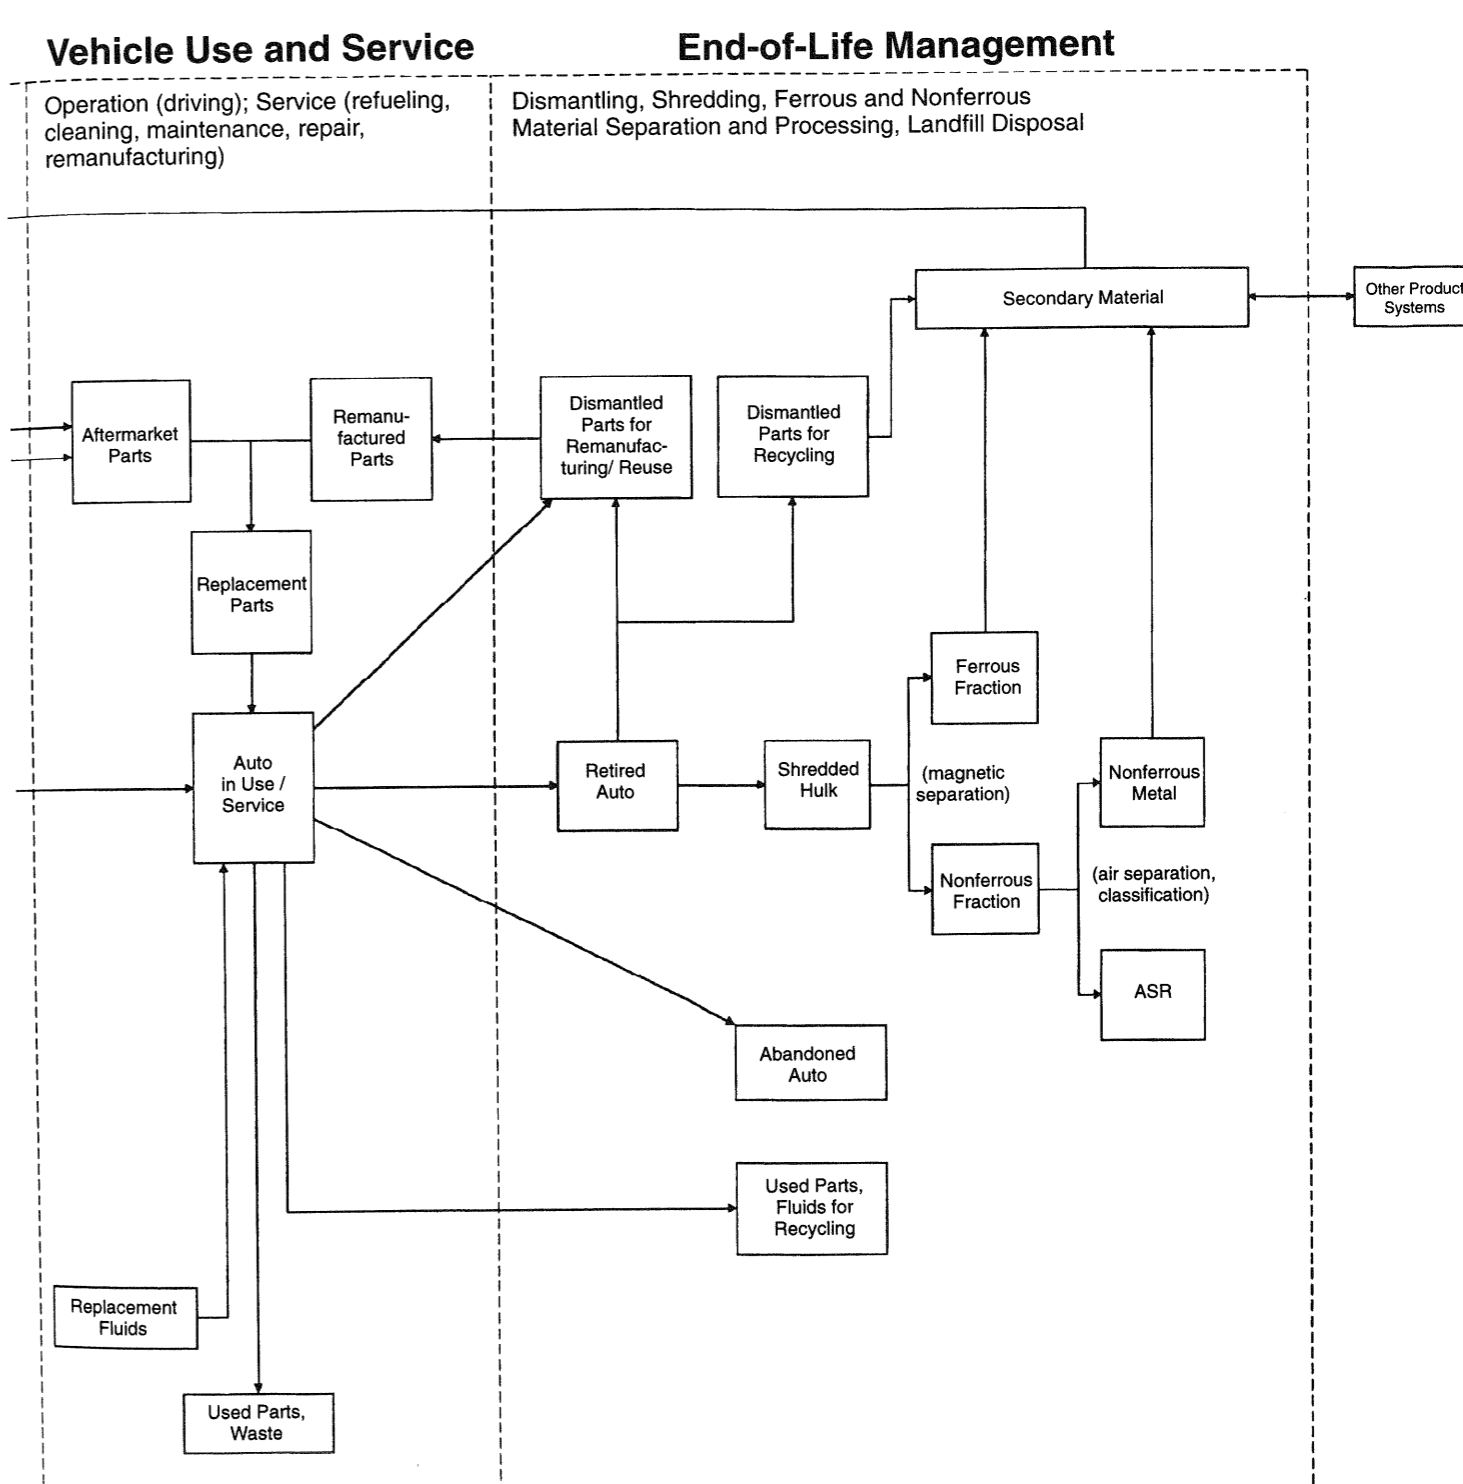 Vehicle Use and Service
End-of-Life Management
Operation (driving); Service (refueling,
cleaning, maintenance, repair,
remanufacturing)
Dismantling, Shredding, Ferrous and Nonferrous
Material Separation and Processing, Landfill Disposal
Secondary Material
Other Product
Systems
Aftermarket
Parts
Remanu-
factured
Parts
Dismantled
Parts for
Remanufac-
turing/ Reuse
Dismantled
Parts for
Recycling
Replacement
Parts
Ferrous
Fraction
Auto
in Use /
Service
Retired
Auto
Shredded
Hulk
(magnetic
separation)
Nonferrous
Metal
Nonferrous
Fraction
(air separation,
classification)
ASR
Abandoned
Auto
Used Parts,
Fluids for
Recycling
Replacement
Fluids
Used Parts,
Waste